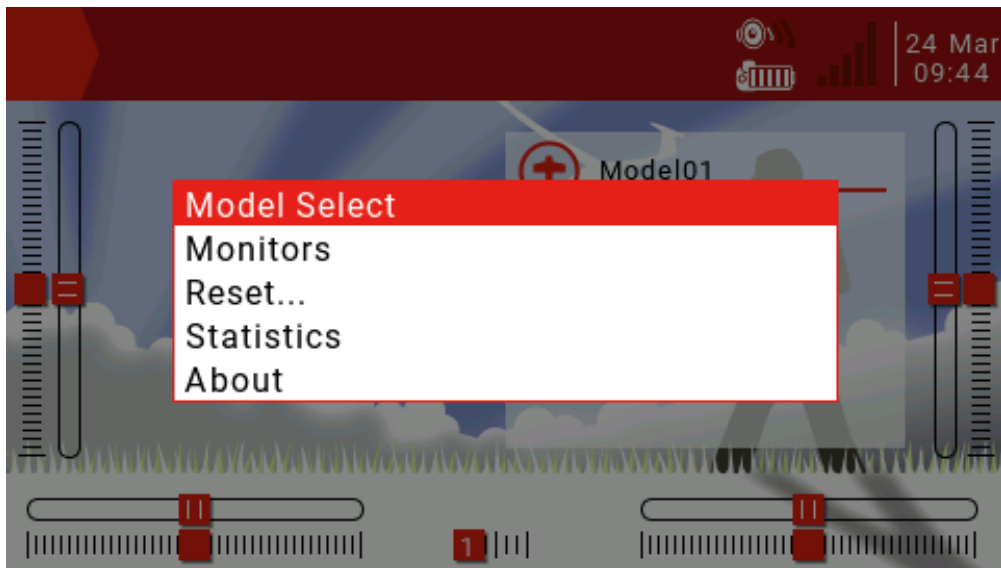 24 Mar
09:44
Model01
Model Select
Monitors
Reset...
Statistics
About
1